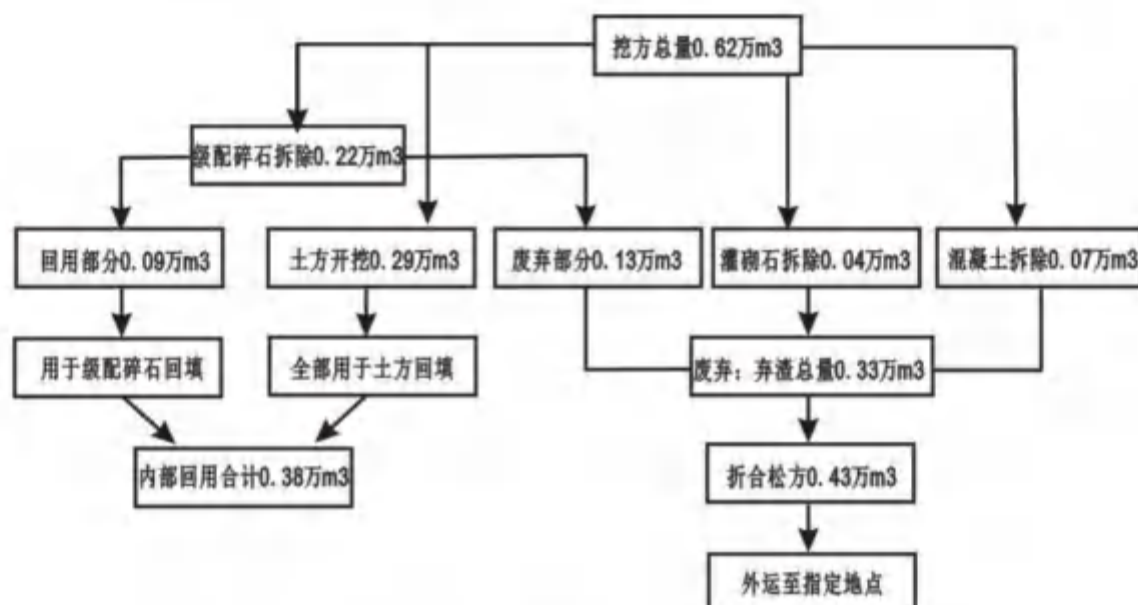 挖方总量0.62万m3
级配碎石拆除0.22万m3
回用部分0.09万m3
土方开挖0.29万m3
废弃部分0.13万m3
灌砌石拆除0.04万m3
混凝土拆除0.07万m3
用于级配碎石回填
全部用于土方回填
废弃：弃渣总量0.33万m3
内部回用合计0.38万m3
折合松方0.43万m3
外运至指定地点